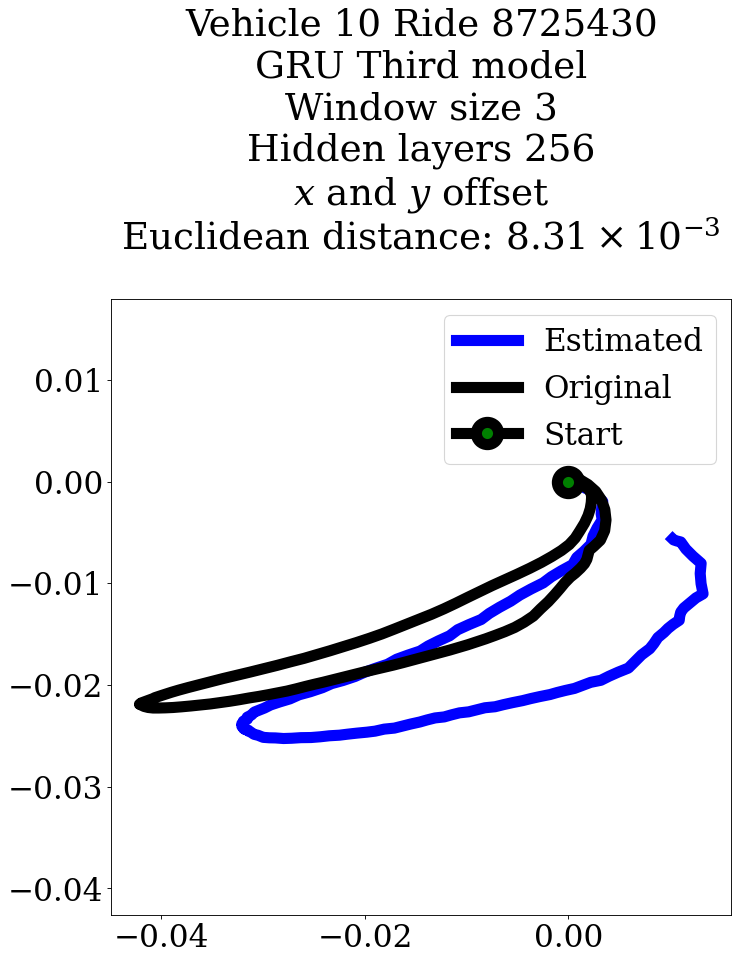 Vehicle 10 Ride 8725430
GRU Third model
Window size 3
Hidden layers 256
x and y offset
Euclidean distance: 8.31 × 10⁻³
Estimated
Original
Start
0.01
0.00
−0.01
−0.02
−0.03
−0.04
−0.04
−0.02
0.00